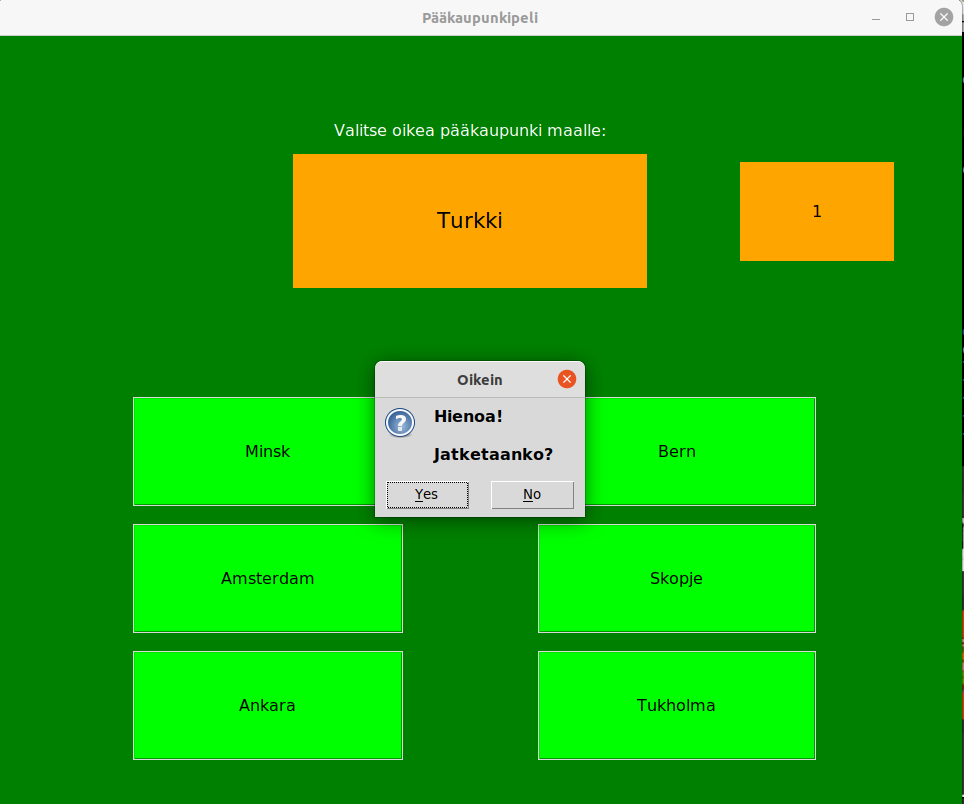 Pääkaupunkipeli
Valitse oikea pääkaupunki maalle:
Turkki
1
Oikein
Hienoa!
Jatketaanko?
Yes
No
Minsk
Bern
Amsterdam
Skopje
Ankara
Tukholma